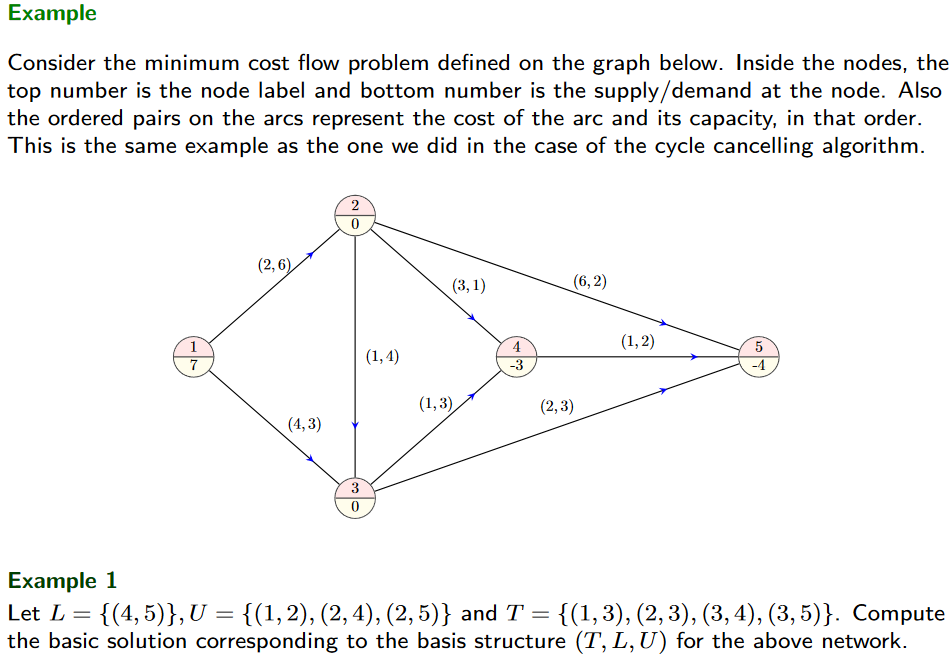 Example
Consider the minimum cost flow problem defined on the graph below. Inside the nodes, the
top number is the node label and bottom number is the supply/demand at the node. Also
the ordered pairs on the arcs represent the cost of the arc and its capacity, in that order.
This is the same example as the one we did in the case of the cycle cancelling algorithm.
2
0
(2, 6)
(3, 1)
(6, 2)
1
7
(1, 4)
4
-3
(1, 2)
5
-4
(4, 3)
(1, 3)
(2, 3)
3
0
Example 1
Let L = {(4, 5)}, U = {(1, 2), (2, 4), (2, 5)} and T = {(1, 3), (2, 3), (3, 4), (3, 5)}. Compute
the basic solution corresponding to the basis structure (T, L, U) for the above network.